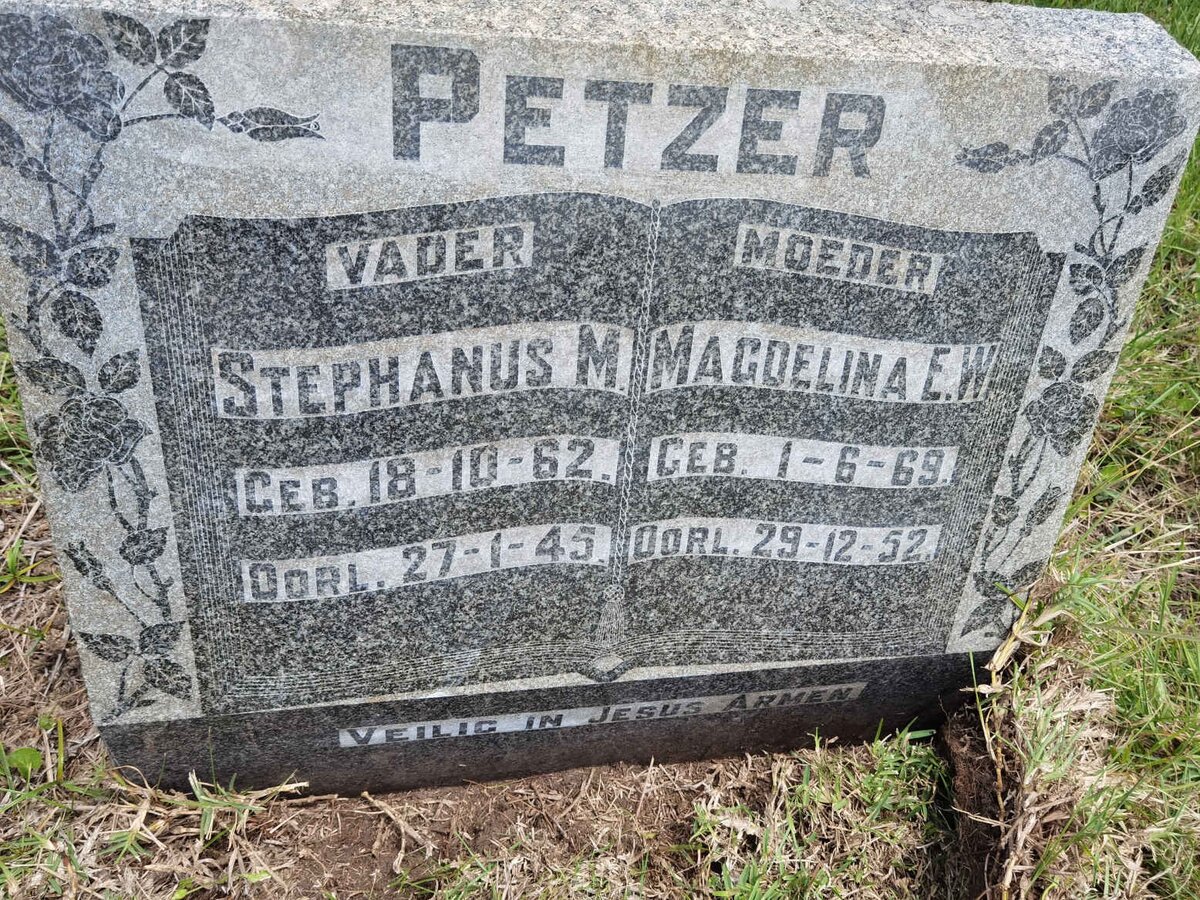 PETZER
VADER
STEPHANUS M.
GEB. 18-10-62.
OORL. 27-1-45.
MOEDER
MAGDELINA E.W
GEB. 1-6-69.
OORL. 29-12-52.
VEILIG IN JESUS ARMEN